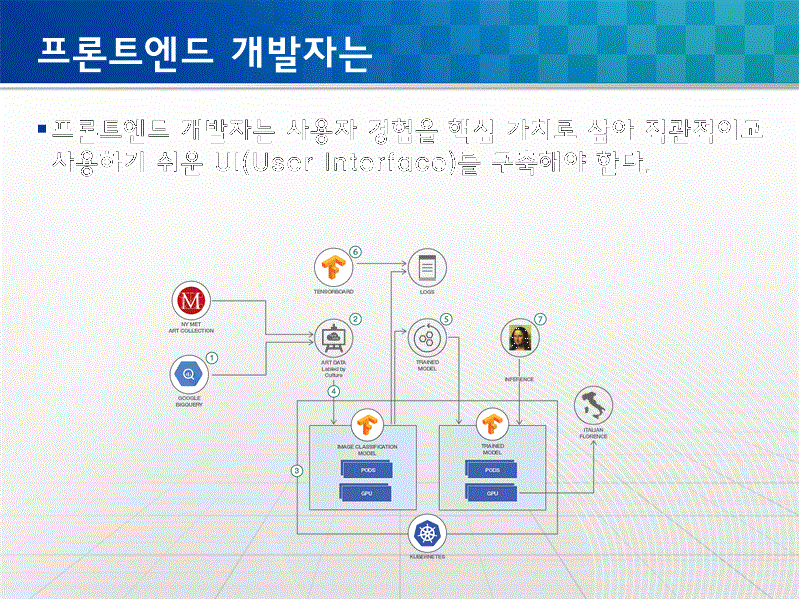 프론트엔드 개발자는
프론트엔드 개발자는 사용자 경험을 핵심 가치로 삼아 직관적이고
사용하기 쉬운 UI(User Interface)를 구축해야 한다.
6
TENSORBOARD
LOGS
M
NY MET
ART COLLECTION
2
5
7
ART DATA
Labled by
Culture
TRAINED
MODEL
INFERENCE
1
GOOGLE
BIGQUERY
4
ITALIAN
FLORENCE
IMAGE CLASSIFICATION
MODEL
TRAINED
MODEL
3
PODS
PODS
GPU
GPU
KUBERNETES